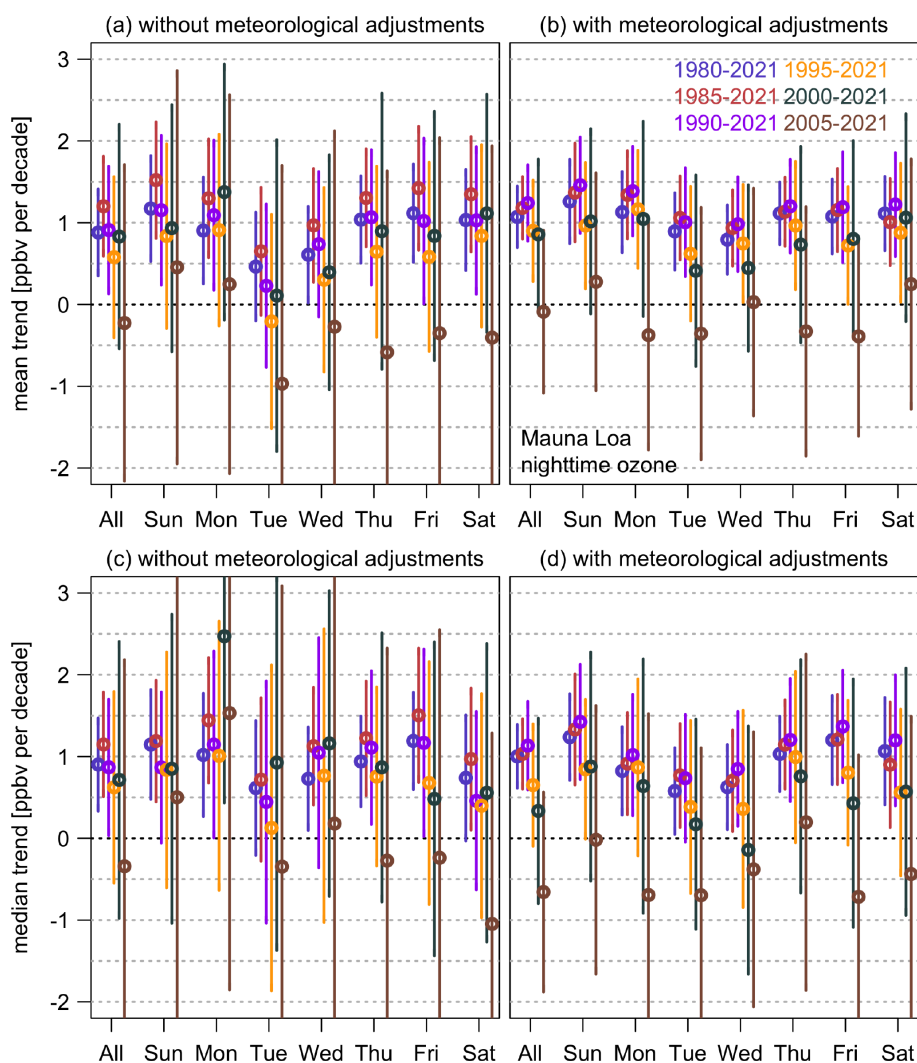 (a) without meteorological adjustments
(b) with meteorological adjustments
mean trend [ppbv per decade]
3
2
1
0
-1
-2
1980-2021 1995-2021
1985-2021 2000-2021
1990-2021 2005-2021
Mauna Loa
nighttime ozone
All Sun Mon Tue Wed Thu Fri Sat
All Sun Mon Tue Wed Thu Fri Sat
(c) without meteorological adjustments
(d) with meteorological adjustments
median trend [ppbv per decade]
3
2
1
0
-1
-2
All Sun Mon Tue Wed Thu Fri Sat
All Sun Mon Tue Wed Thu Fri Sat